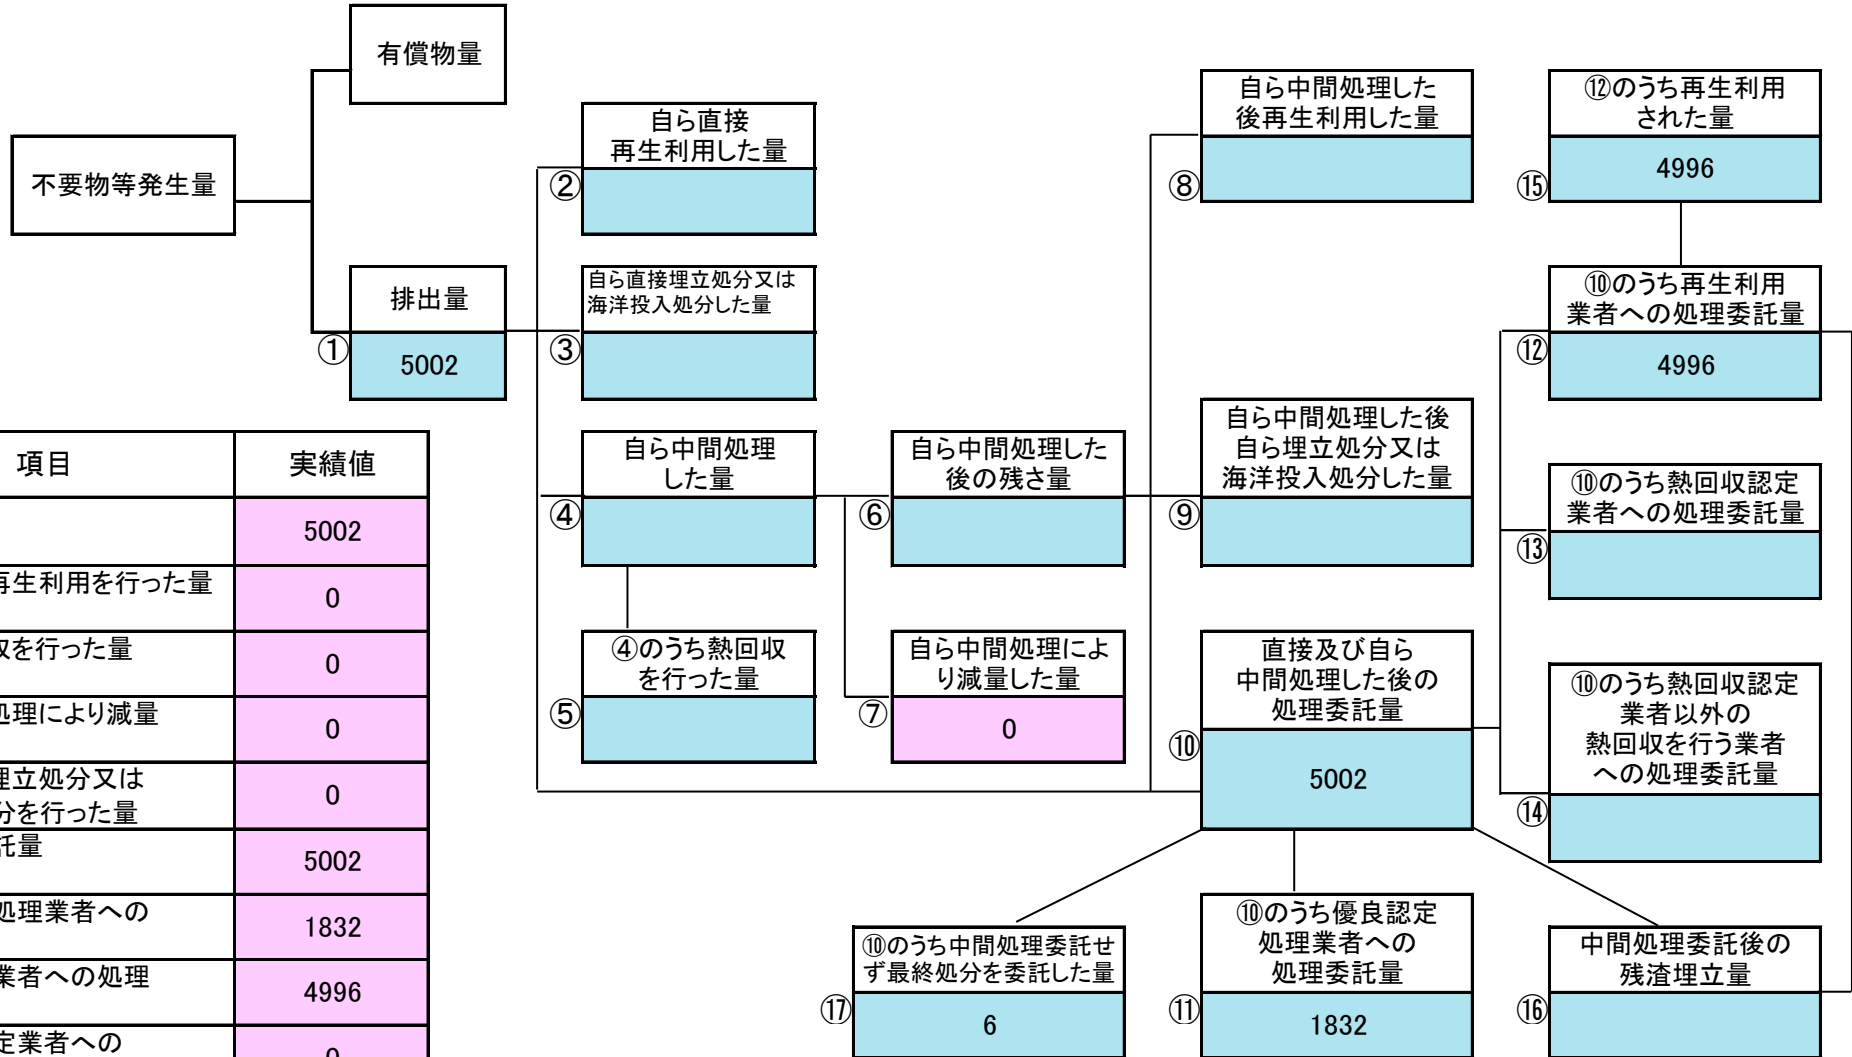 有償物量
不要物等発生量
排出量
①
5002
自ら直接
再生利用した量
②
自ら直接埋立処分又は
海洋投入処分した量
③
自ら中間処理
した量
④
④のうち熱回収
を行った量
⑤
自ら中間処理した
後の残さ量
⑥
自ら中間処理によ
り減量した量
⑦
0
自ら中間処理した
後再生利用した量
⑧
自ら中間処理した後
自ら埋立処分又は
海洋投入処分した量
⑨
直接及び自ら
中間処理した後の
処理委託量
⑩
5002
⑫のうち再生利用
された量
⑮
4996
⑩のうち再生利用
業者への処理委託量
⑫
4996
⑩のうち熱回収認定
業者への処理委託量
⑬
⑩のうち熱回収認定
業者以外の
熱回収を行う業者
への処理委託量
⑭
⑩のうち中間処理委託せ
ず最終処分を委託した量
⑰
6
⑩のうち優良認定
処理業者への
処理委託量
⑪
1832
中間処理委託後の
残渣埋立量
⑯
項目 実績値
5002
再生利用を行った量 0
収を行った量 0
処理により減量 0
埋立処分又は
分を行った量 0
託量 5002
処理業者への 1832
業者への処理 4996
定業者への